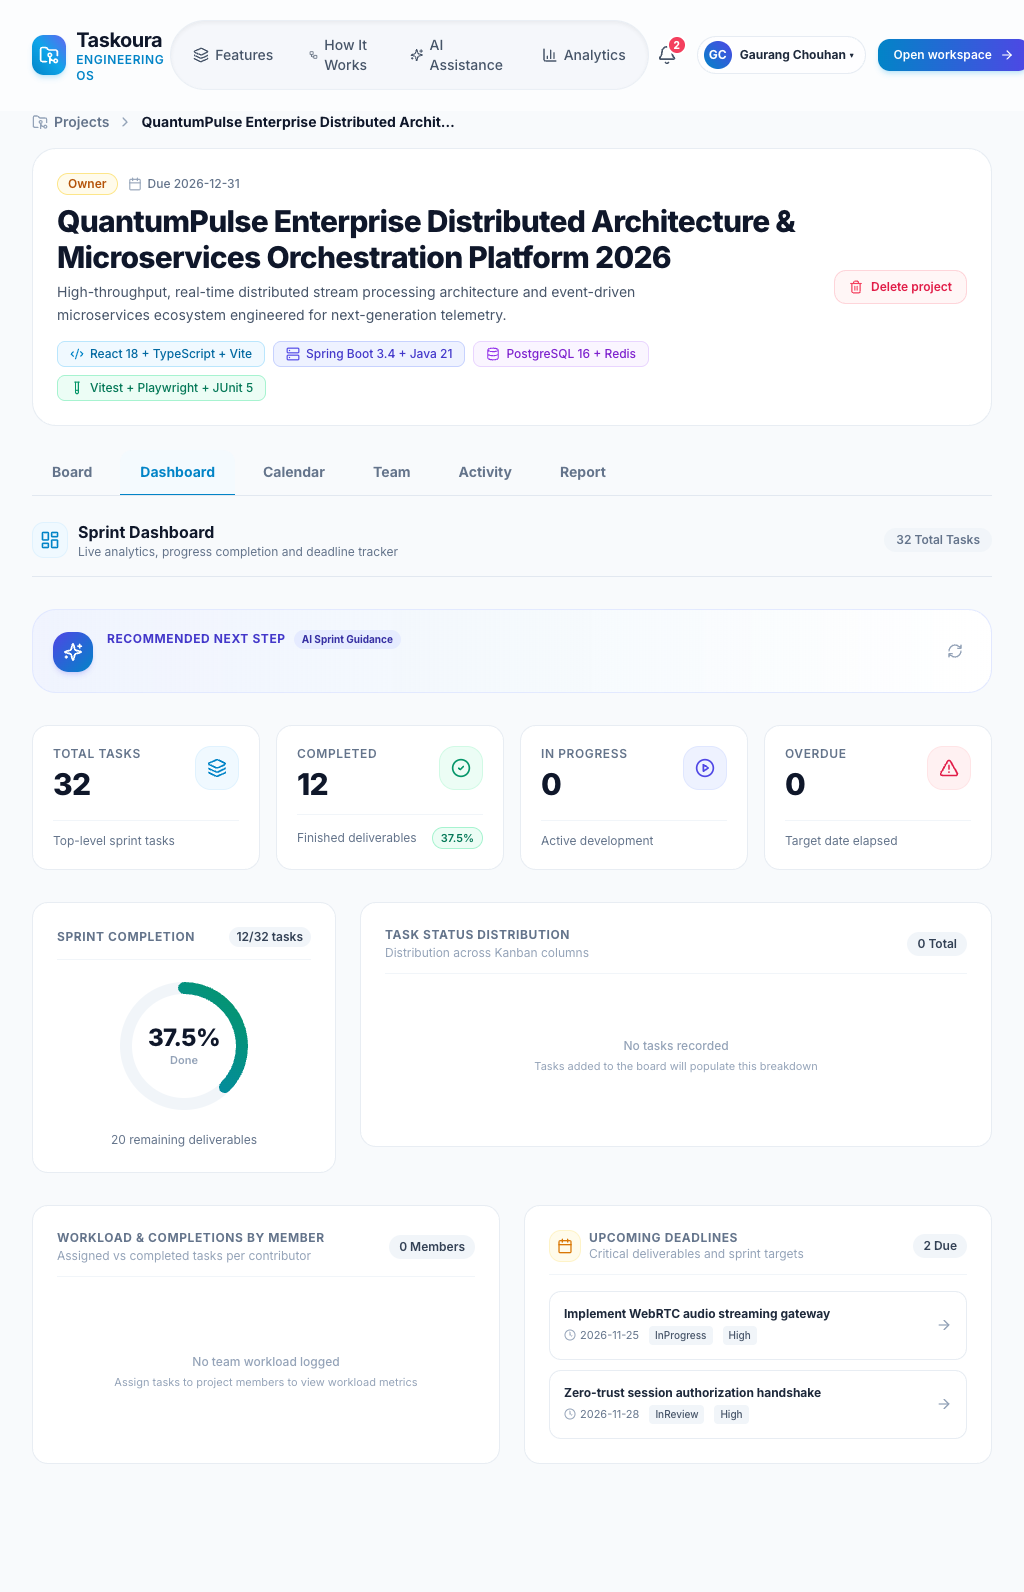 Taskoura
ENGINEERING
OS
Features
How It
Works
AI
Assistance
Analytics
2
GC
Gaurang Chouhan
Open workspace
Projects
QuantumPulse Enterprise Distributed Archit...
Owner
Due 2026-12-31
QuantumPulse Enterprise Distributed Architecture &
Microservices Orchestration Platform 2026
High-throughput, real-time distributed stream processing architecture and event-driven
microservices ecosystem engineered for next-generation telemetry.
Delete project
React 18 + TypeScript + Vite
Spring Boot 3.4 + Java 21
PostgreSQL 16 + Redis
Vitest + Playwright + JUnit 5
Board
Dashboard
Calendar
Team
Activity
Report
Sprint Dashboard
Live analytics, progress completion and deadline tracker
32 Total Tasks
RECOMMENDED NEXT STEP
AI Sprint Guidance
TOTAL TASKS
32
Top-level sprint tasks
COMPLETED
12
Finished deliverables
37.5%
IN PROGRESS
0
Active development
OVERDUE
0
Target date elapsed
SPRINT COMPLETION
12/32 tasks
37.5%
Done
20 remaining deliverables
TASK STATUS DISTRIBUTION
Distribution across Kanban columns
0 Total
No tasks recorded
Tasks added to the board will populate this breakdown
WORKLOAD & COMPLETIONS BY MEMBER
Assigned vs completed tasks per contributor
0 Members
No team workload logged
Assign tasks to project members to view workload metrics
UPCOMING DEADLINES
Critical deliverables and sprint targets
2 Due
Implement WebRTC audio streaming gateway
2026-11-25
InProgress
High
Zero-trust session authorization handshake
2026-11-28
InReview
High